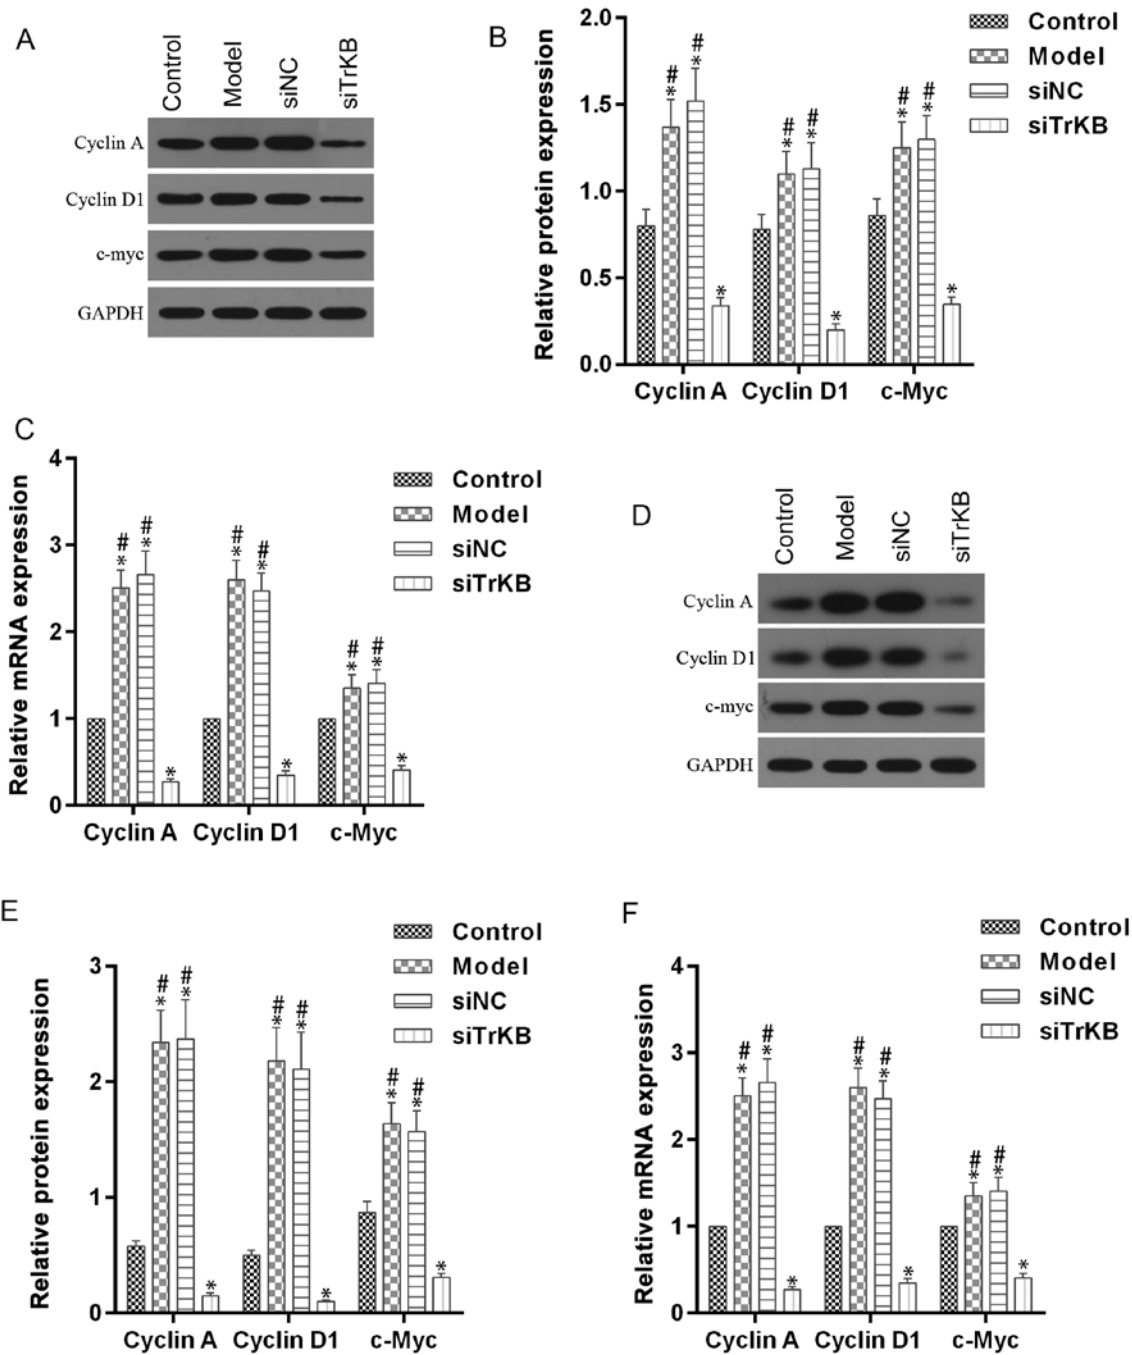 A
Control
Model
siNC
siTrKB
Cyclin A
Cyclin D1
c-myc
GAPDH
B
Relative protein expression
2.0
1.5
1.0
0.5
0.0
# # # # # #
* * * * * *
* * *
Cyclin A Cyclin D1 c-Myc
Control
Model
siNC
siTrKB
C
Relative mRNA expression
4
3
2
1
0
# # # # # #
* * * * * *
* * *
Cyclin A Cyclin D1 c-Myc
Control
Model
siNC
siTrKB
D
Control
Model
siNC
siTrKB
Cyclin A
Cyclin D1
c-myc
GAPDH
E
Relative protein expression
3
2
1
0
# # # # # #
* * * * * *
* * *
Cyclin A Cyclin D1 c-Myc
Control
Model
siNC
siTrKB
F
Relative mRNA expression
4
3
2
1
0
# # # # # #
* * * * * *
* * *
Cyclin A Cyclin D1 c-Myc
Control
Model
siNC
siTrKB